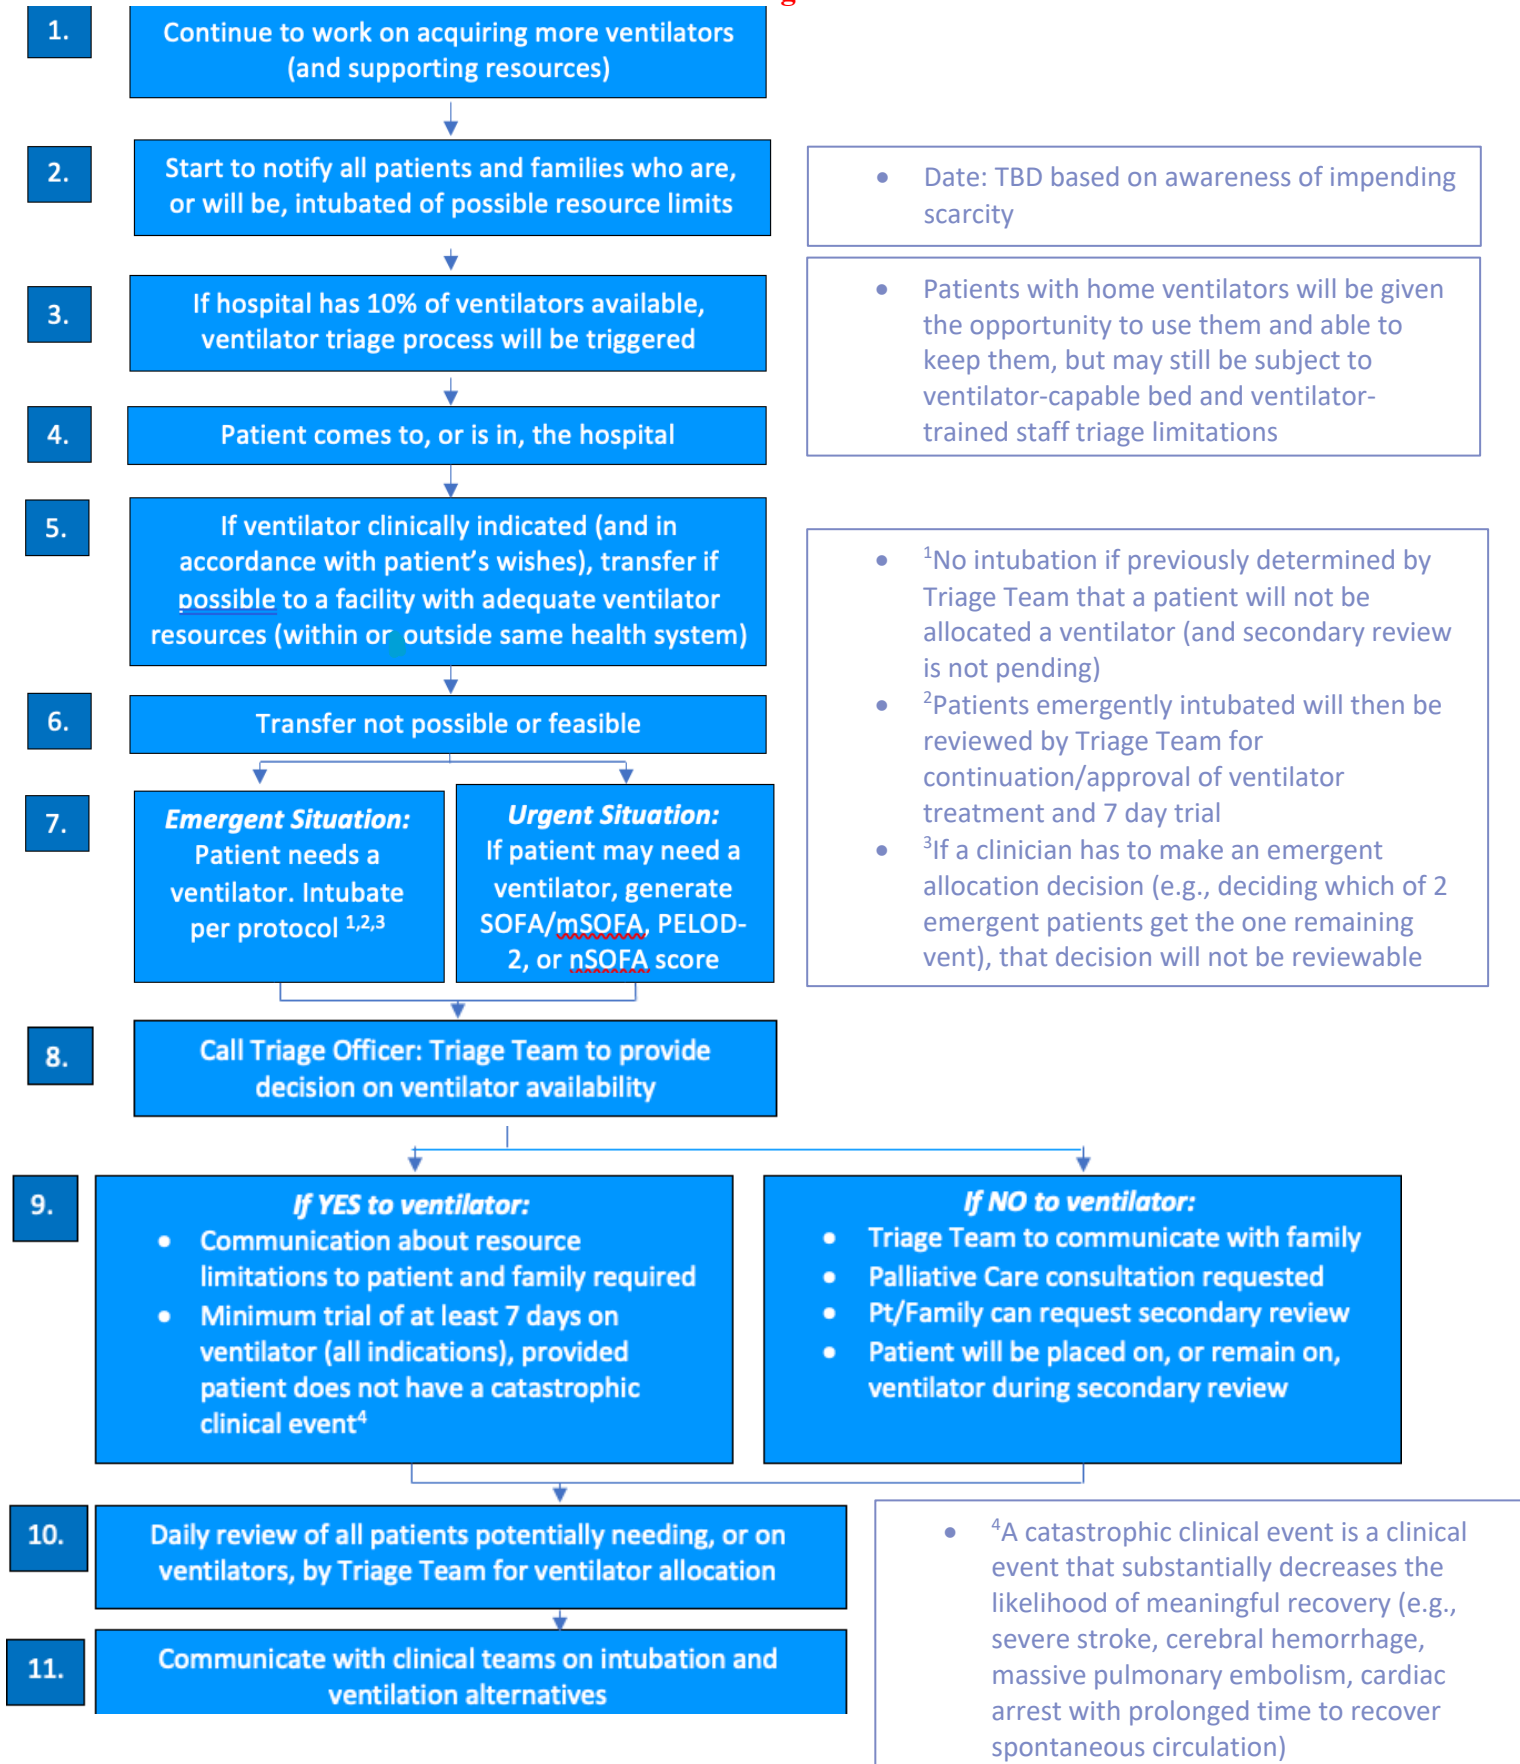 1.
Continue to work on acquiring more ventilators
(and supporting resources)
2.
Start to notify all patients and families who are,
or will be, intubated of possible resource limits
• Date: TBD based on awareness of impending
scarcity
3.
If hospital has 10% of ventilators available,
ventilator triage process will be triggered
• Patients with home ventilators will be given
the opportunity to use them and able to
keep them, but may still be subject to
ventilator-capable bed and ventilator-
trained staff triage limitations
4.
Patient comes to, or is in, the hospital
5.
If ventilator clinically indicated (and in
accordance with patient’s wishes), transfer if
possible to a facility with adequate ventilator
resources (within or outside same health system)
6.
Transfer not possible or feasible
7.
Emergent Situation:
Patient needs a
ventilator. Intubate
per protocol 1,2,3
Urgent Situation:
If patient may need a
ventilator, generate
SOFA/mSOFA, PELOD-
2, or nSOFA score
• 1No intubation if previously determined by
Triage Team that a patient will not be
allocated a ventilator (and secondary review
is not pending)
• 2Patients emergently intubated will then be
reviewed by Triage Team for
continuation/approval of ventilator
treatment and 7 day trial
• 3If a clinician has to make an emergent
allocation decision (e.g., deciding which of 2
emergent patients get the one remaining
vent), that decision will not be reviewable
8.
Call Triage Officer: Triage Team to provide
decision on ventilator availability
9.
If YES to ventilator:
• Communication about resource
limitations to patient and family required
• Minimum trial of at least 7 days on
ventilator (all indications), provided
patient does not have a catastrophic
clinical event4
If NO to ventilator:
• Triage Team to communicate with family
• Palliative Care consultation requested
• Pt/Family can request secondary review
• Patient will be placed on, or remain on,
ventilator during secondary review
10.
Daily review of all patients potentially needing, or on
ventilators, by Triage Team for ventilator allocation
11.
Communicate with clinical teams on intubation and
ventilation alternatives
• 4A catastrophic clinical event is a clinical
event that substantially decreases the
likelihood of meaningful recovery (e.g.,
severe stroke, cerebral hemorrhage,
massive pulmonary embolism, cardiac
arrest with prolonged time to recover
spontaneous circulation)